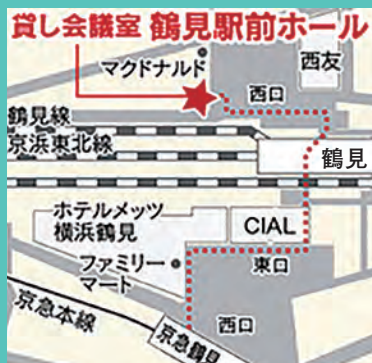 貸し会議室 鶴見駅前ホール
マクドナルド
西友
西口
鶴見線
京浜東北線
鶴見
ホテルメッツ
横浜鶴見
CIAL
ファミリー
マート
東口
京急本線
西口
京急鶴見